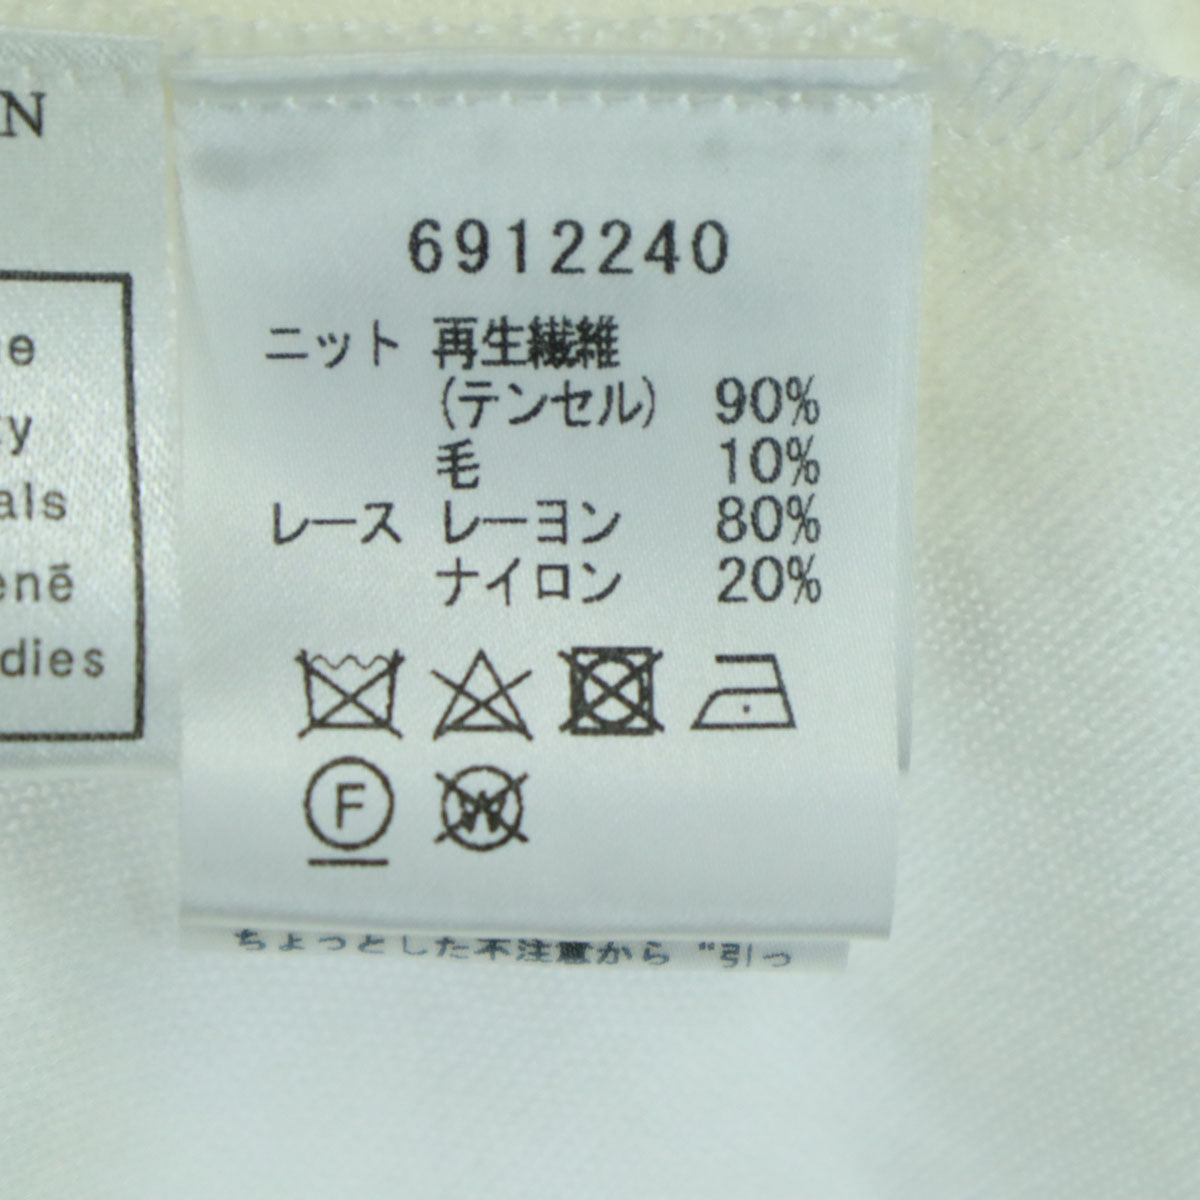 N
e
ty
als
enē
dies
6912240
ニット 再生繊維
(テンセル) 90%
毛 10%
レース レーヨン 80%
ナイロン 20%
F
W
ちょっとした不注意から “引っ